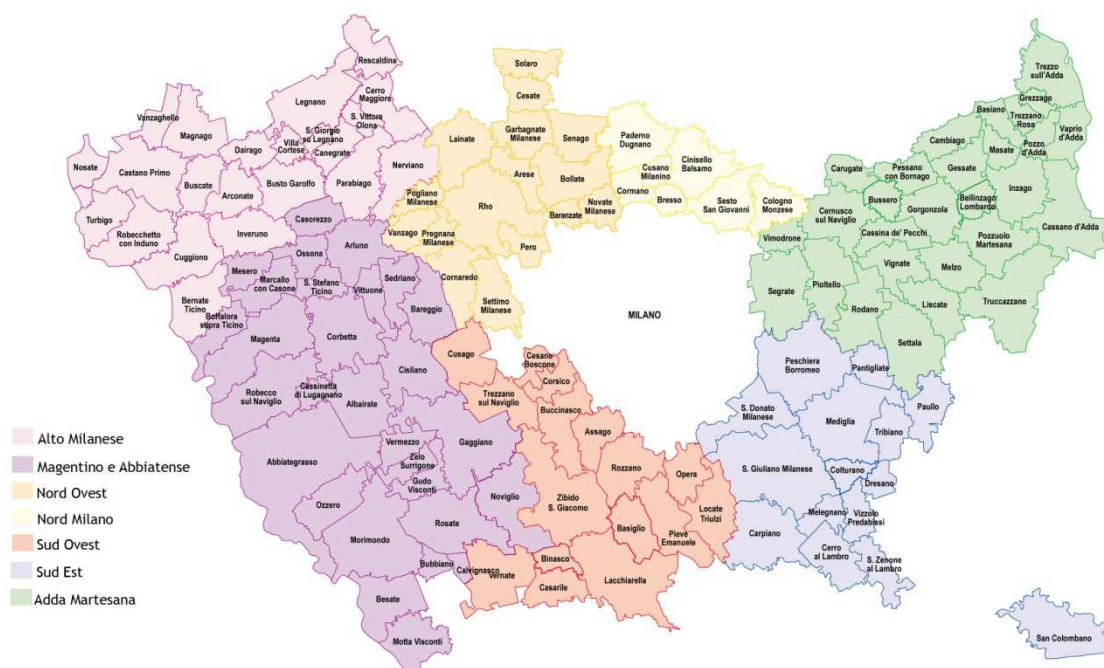 Rescaldina
Solaro
Trezzo
sull'Adda
Legnano
Cerro
Maggiore
Cesate
Grezzago
Vanzaghello
Magnago
S. Vittore
Olona
Basiano
Trezzano
Rosa
Vaprio
d'Adda
S. Giorgio
su Legnano
Villa
Cortese
Dairago
Canegrate
Lainate
Garbagnate
Milanese
Senago
Paderno
Dugnano
Cambiago
Masate
Pozzo
d'Adda
Nosate
Castano Primo
Nerviano
Cusano
Milanino
Cinisello
Balsamo
Carugate
Pessano
con Bornago
Gessate
Buscate
Arconate
Busto Garolfo
Parabiago
Arese
Bollate
Inzago
Pogliano
Milanese
Rho
Cormano
Bresso
Sesto
San Giovanni
Cologno
Monzese
Bussero
Bellinzago
Lombardo
Turbigo
Casorezzo
Baranzate
Novate
Milanese
Cernusco
sul Naviglio
Gorgonzola
Cassano d'Adda
Robecchetto
con Induno
Inveruno
Arluno
Vanzago
Pregnana
Milanese
Pero
Vimodrone
Cassina de' Pecchi
Pozzuolo
Martesana
Cuggiono
Ossona
Mesero
Marcallo
con Casone
S. Stefano
Ticino
Vittuone
Sedriano
Cornaredo
Vignate
Melzo
Bernate
Ticino
Boffalora
sopra Ticino
Bareggio
Settimo
Milanese
MILANO
Segrate
Pioltello
Rodano
Liscate
Truccazzano
Magenta
Corbetta
Settala
Cusago
Cesano
Boscone
Peschiera
Borromeo
Pantigliate
Cisliano
Corsico
Robecco
sul Naviglio
Cassinetta
di Lugagnano
Albairate
Trezzano
sul Naviglio
Buccinasco
S. Donato
Milanese
Mediglia
Paullo
Assago
Tribiano
Vermezzo
Gaggiano
Alto Milanese
Abbiategrasso
Zelo
Surrigone
Rozzano
Opera
S. Giuliano Milanese
Colturano
Magentino e Abbiatense
Gudo
Visconti
Dresano
Nord Ovest
Ozzero
Noviglio
Zibido
S. Giacomo
Locate
Triulzi
Melegnano
Vizzolo
Predabissi
Nord Milano
Rosate
Basiglio
Pieve
Emanuele
Carpiano
Sud Ovest
Morimondo
Cerro
al Lambro
S. Zenone
al Lambro
Sud Est
Bubbiano
Calvignasco
Vernate
Binasco
Lacchiarella
Casarile
Adda Martesana
Besate
Motta Visconti
San Colombano